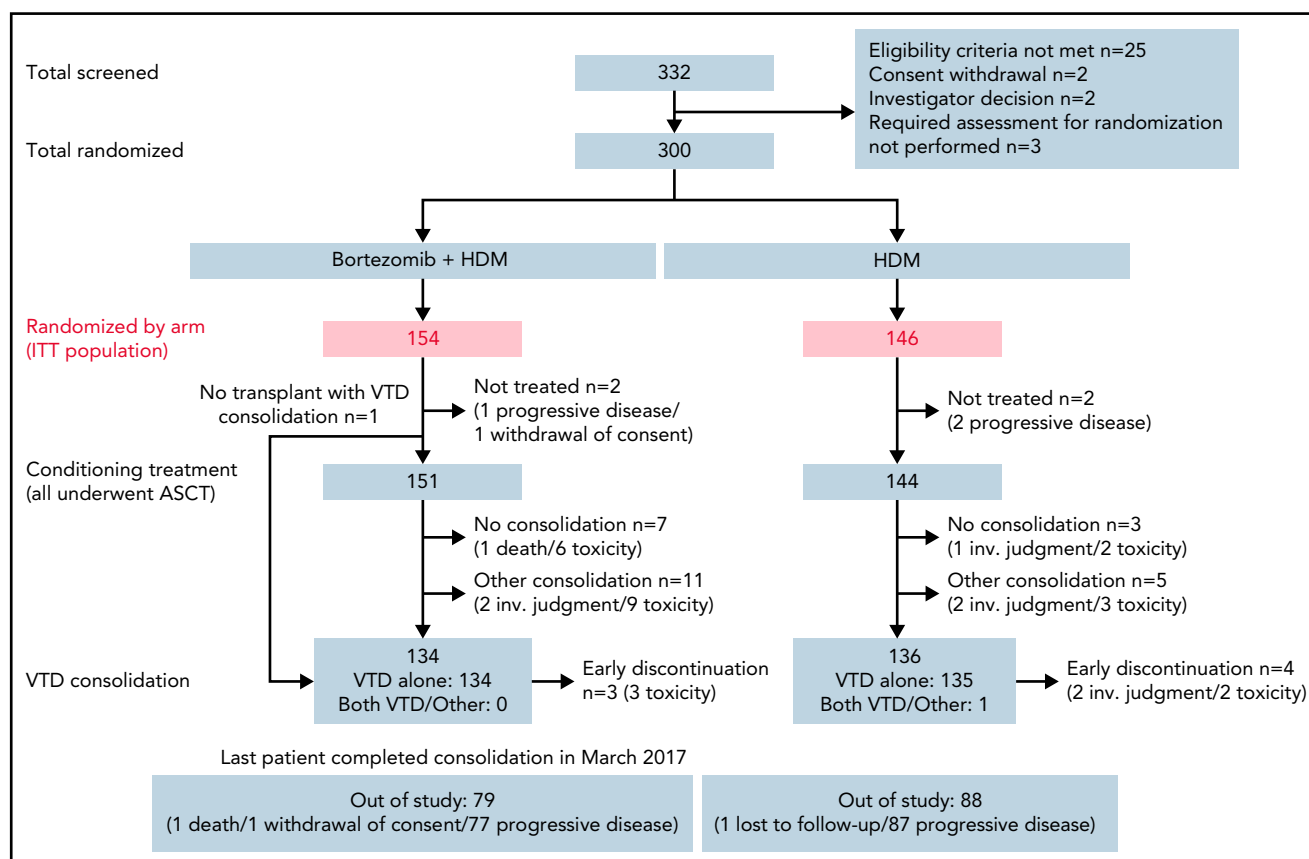 Total screened
332
Eligibility criteria not met n=25
Consent withdrawal n=2
Investigator decision n=2
Required assessment for randomization
not performed n=3
Total randomized
300
Bortezomib + HDM
HDM
Randomized by arm
(ITT population)
154
146
No transplant with VTD
consolidation n=1
Not treated n=2
(1 progressive disease/
1 withdrawal of consent)
Not treated n=2
(2 progressive disease)
Conditioning treatment
(all underwent ASCT)
151
144
No consolidation n=7
(1 death/6 toxicity)
No consolidation n=3
(1 inv. judgment/2 toxicity)
Other consolidation n=11
(2 inv. judgment/9 toxicity)
Other consolidation n=5
(2 inv. judgment/3 toxicity)
VTD consolidation
134
VTD alone: 134
Both VTD/Other: 0
Early discontinuation
n=3 (3 toxicity)
136
VTD alone: 135
Both VTD/Other: 1
Early discontinuation n=4
(2 inv. judgment/2 toxicity)
Last patient completed consolidation in March 2017
Out of study: 79
(1 death/1 withdrawal of consent/77 progressive disease)
Out of study: 88
(1 lost to follow-up/87 progressive disease)